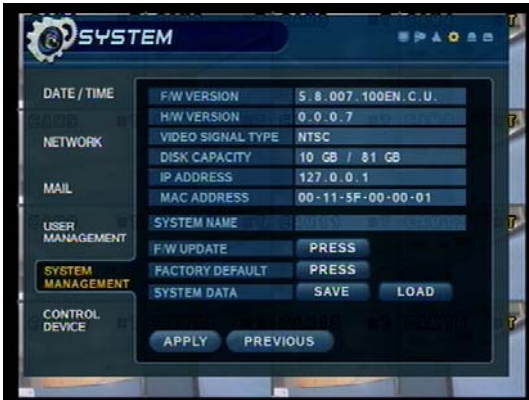 SYSTEM
DATE / TIME
NETWORK
MAIL
USER
MANAGEMENT
SYSTEM
MANAGEMENT
CONTROL
DEVICE
F/W VERSION 5.8.007.100EN.C.U.
H/W VERSION 0.0.0.7
VIDEO SIGNAL TYPE NTSC
DISK CAPACITY 10 GB / 81 GB
IP ADDRESS 127.0.0.1
MAC ADDRESS 00-11-5F-00-00-01
SYSTEM NAME
F/W UPDATE PRESS
FACTORY DEFAULT PRESS
SYSTEM DATA SAVE LOAD
APPLY PREVIOUS